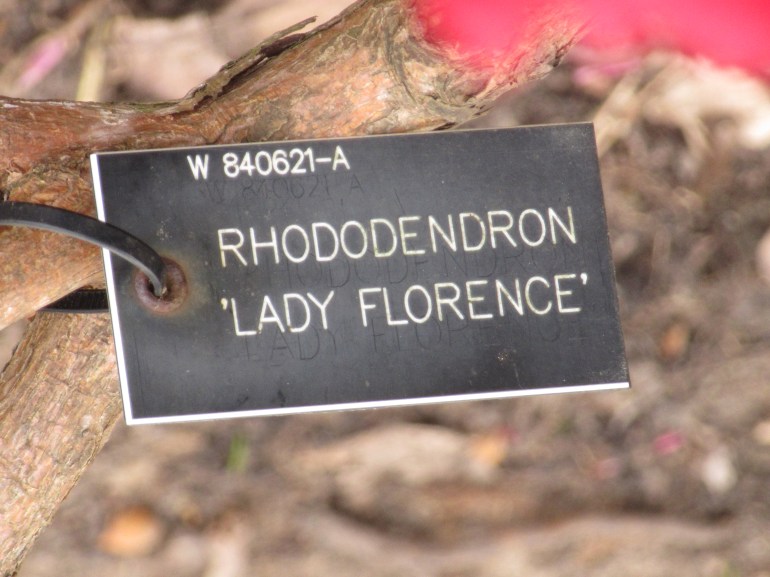 W 840621-A
RHODODENDRON
'LADY FLORENCE'